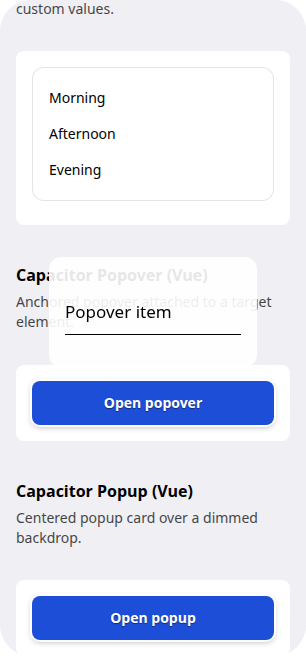 custom values.
Morning
Afternoon
Evening
Capacitor Popover (Vue)
Anchored popover attached to a target
element.
Popover item
Open popover
Capacitor Popup (Vue)
Centered popup card over a dimmed
backdrop.
Open popup